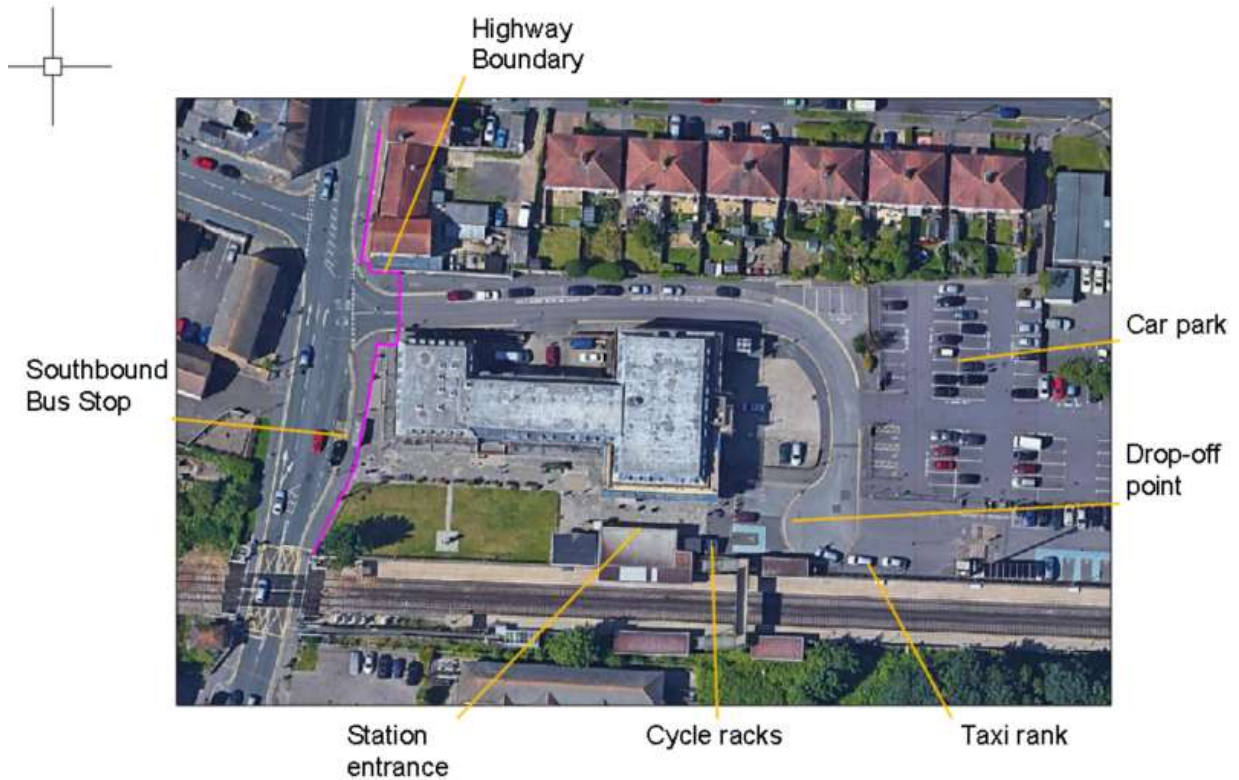 Highway
Boundary
Car park
Southbound
Bus Stop
Drop-off
point
Station
entrance
Cycle racks
Taxi rank